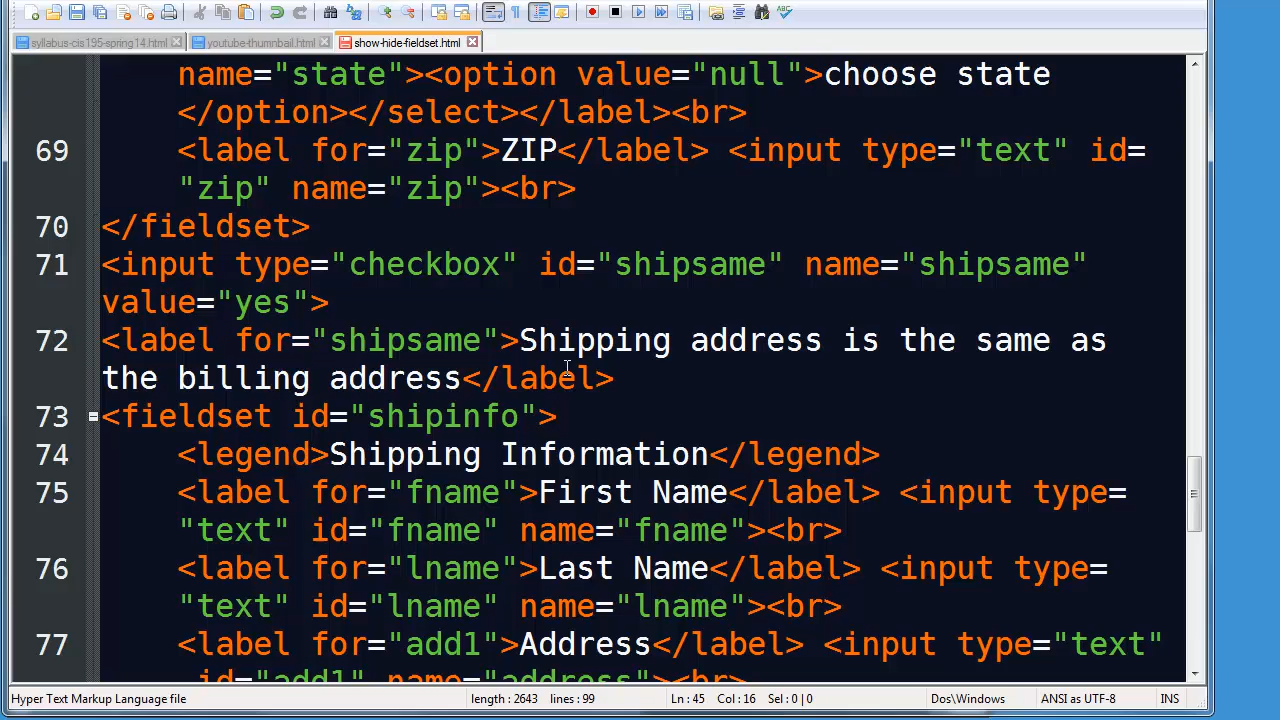 syllabus-cis195-spring14.html youtube-thumnbail.html show-hide-fieldset.html
name="state"><option value="null">choose state
</option></select></label><br>
69 <label for="zip">ZIP</label> <input type="text" id=
"zip" name="zip"><br>
70 </fieldset>
71 <input type="checkbox" id="shipsame" name="shipsame"
value="yes">
72 <label for="shipsame">Shipping address is the same as
the billing address</label>
73 <fieldset id="shipinfo">
74 <legend>Shipping Information</legend>
75 <label for="fname">First Name</label> <input type=
"text" id="fname" name="fname"><br>
76 <label for="lname">Last Name</label> <input type=
"text" id="lname" name="lname"><br>
77 <label for="add1">Address</label> <input type="text"
id="add1" name="address"><br>
Hyper Text Markup Language file length : 2643 lines : 99 Ln : 45 Col : 16 Sel : 0 | 0 Dos\Windows ANSI as UTF-8 INS